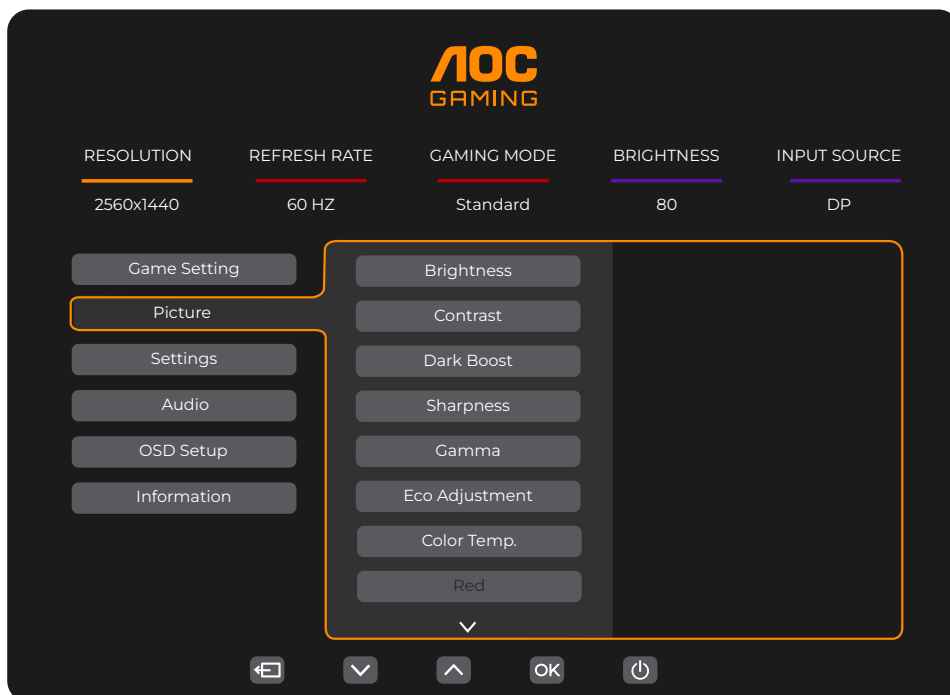 AOC
GAMING
RESOLUTION REFRESH RATE GAMING MODE BRIGHTNESS INPUT SOURCE
2560x1440 60 HZ Standard 80 DP
Game Setting
Picture
Settings
Audio
OSD Setup
Information
Brightness
Contrast
Dark Boost
Sharpness
Gamma
Eco Adjustment
Color Temp.
Red
OK